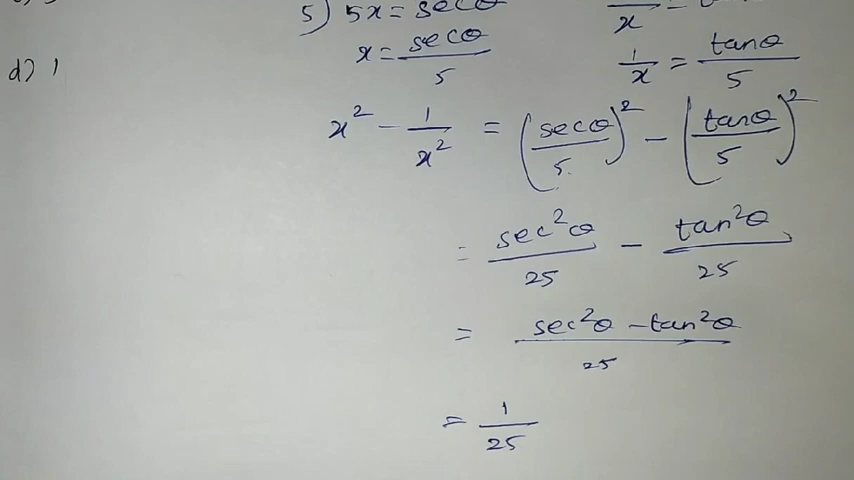 5) 5x = secθ
x = secθ/5
1/x = tanθ/5
d) 1
x² - 1/x² = (secθ/5)² - (tanθ/5)²
= sec²θ/25 - tan²θ/25
= sec²θ - tan²θ/25
= 1/25